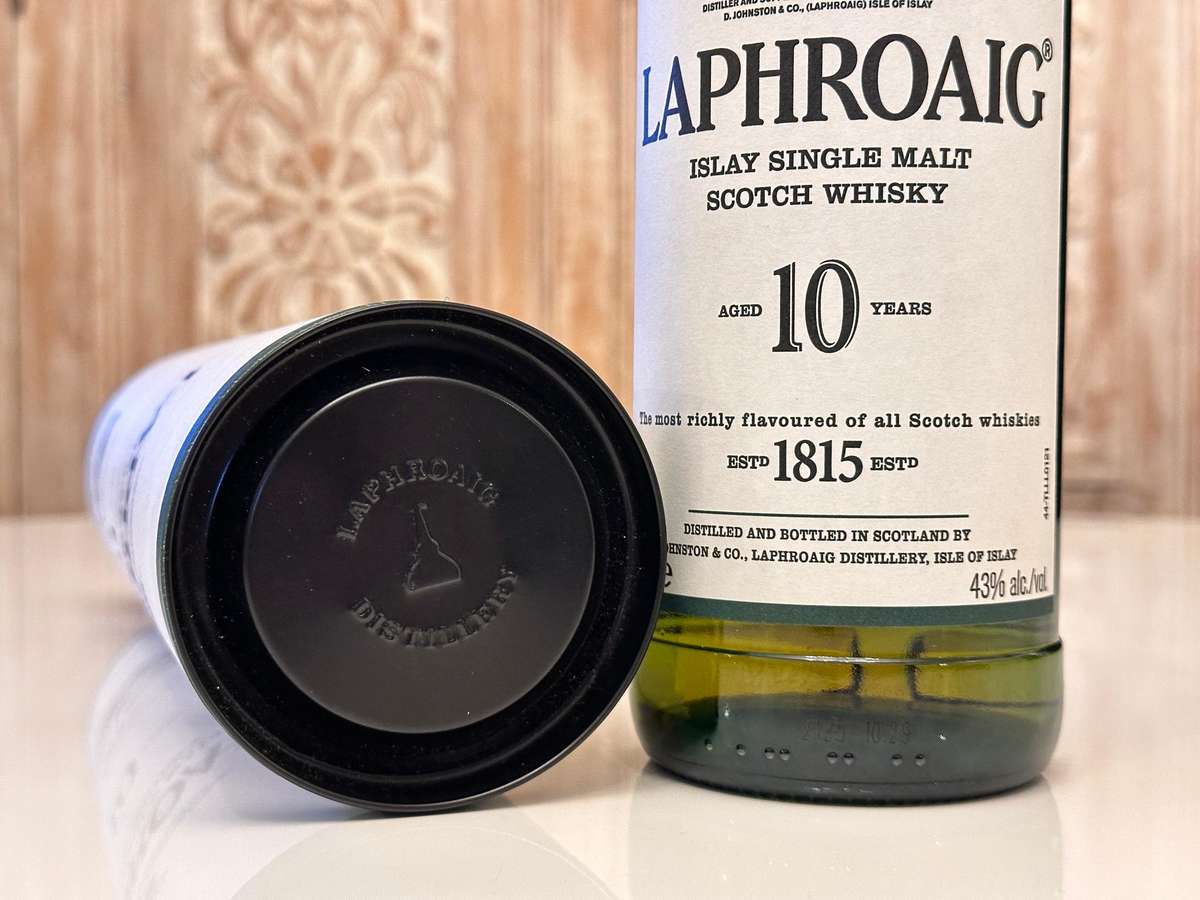 DISTILLER AND
D. JOHNSTON & CO., (LAPHROAIG) ISLE OF ISLAY
LAPHROAIG®
ISLAY SINGLE MALT
SCOTCH WHISKY
AGED 10 YEARS
The most richly flavoured of all Scotch whiskies
ESTD 1815 ESTD
DISTILLED AND BOTTLED IN SCOTLAND BY
JOHNSTON & CO., LAPHROAIG DISTILLERY, ISLE OF ISLAY
e
43% alc./vol.
LAPHROAIG
DISTILLERY